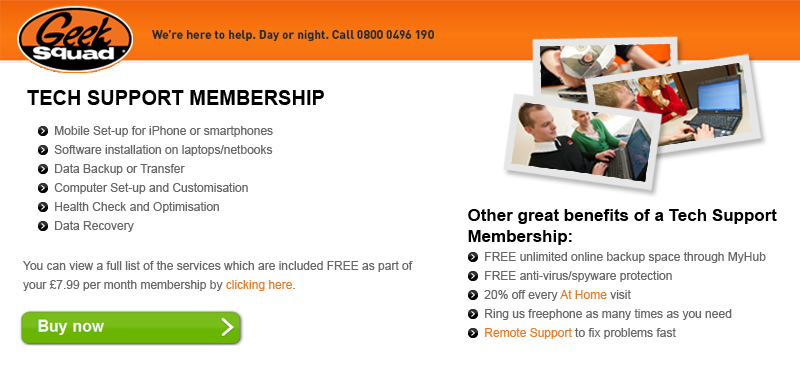 Geek
SQUAD
We're here to help. Day or night. Call 0800 0496 190
TECH SUPPORT MEMBERSHIP
Mobile Set-up for iPhone or smartphones
Software installation on laptops/netbooks
Data Backup or Transfer
Computer Set-up and Customisation
Health Check and Optimisation
Data Recovery
You can view a full list of the services which are included FREE as part of
your £7.99 per month membership by clicking here.
Buy now
Other great benefits of a Tech Support
Membership:
FREE unlimited online backup space through MyHub
FREE anti-virus/spyware protection
20% off every At Home visit
Ring us freephone as many times as you need
Remote Support to fix problems fast